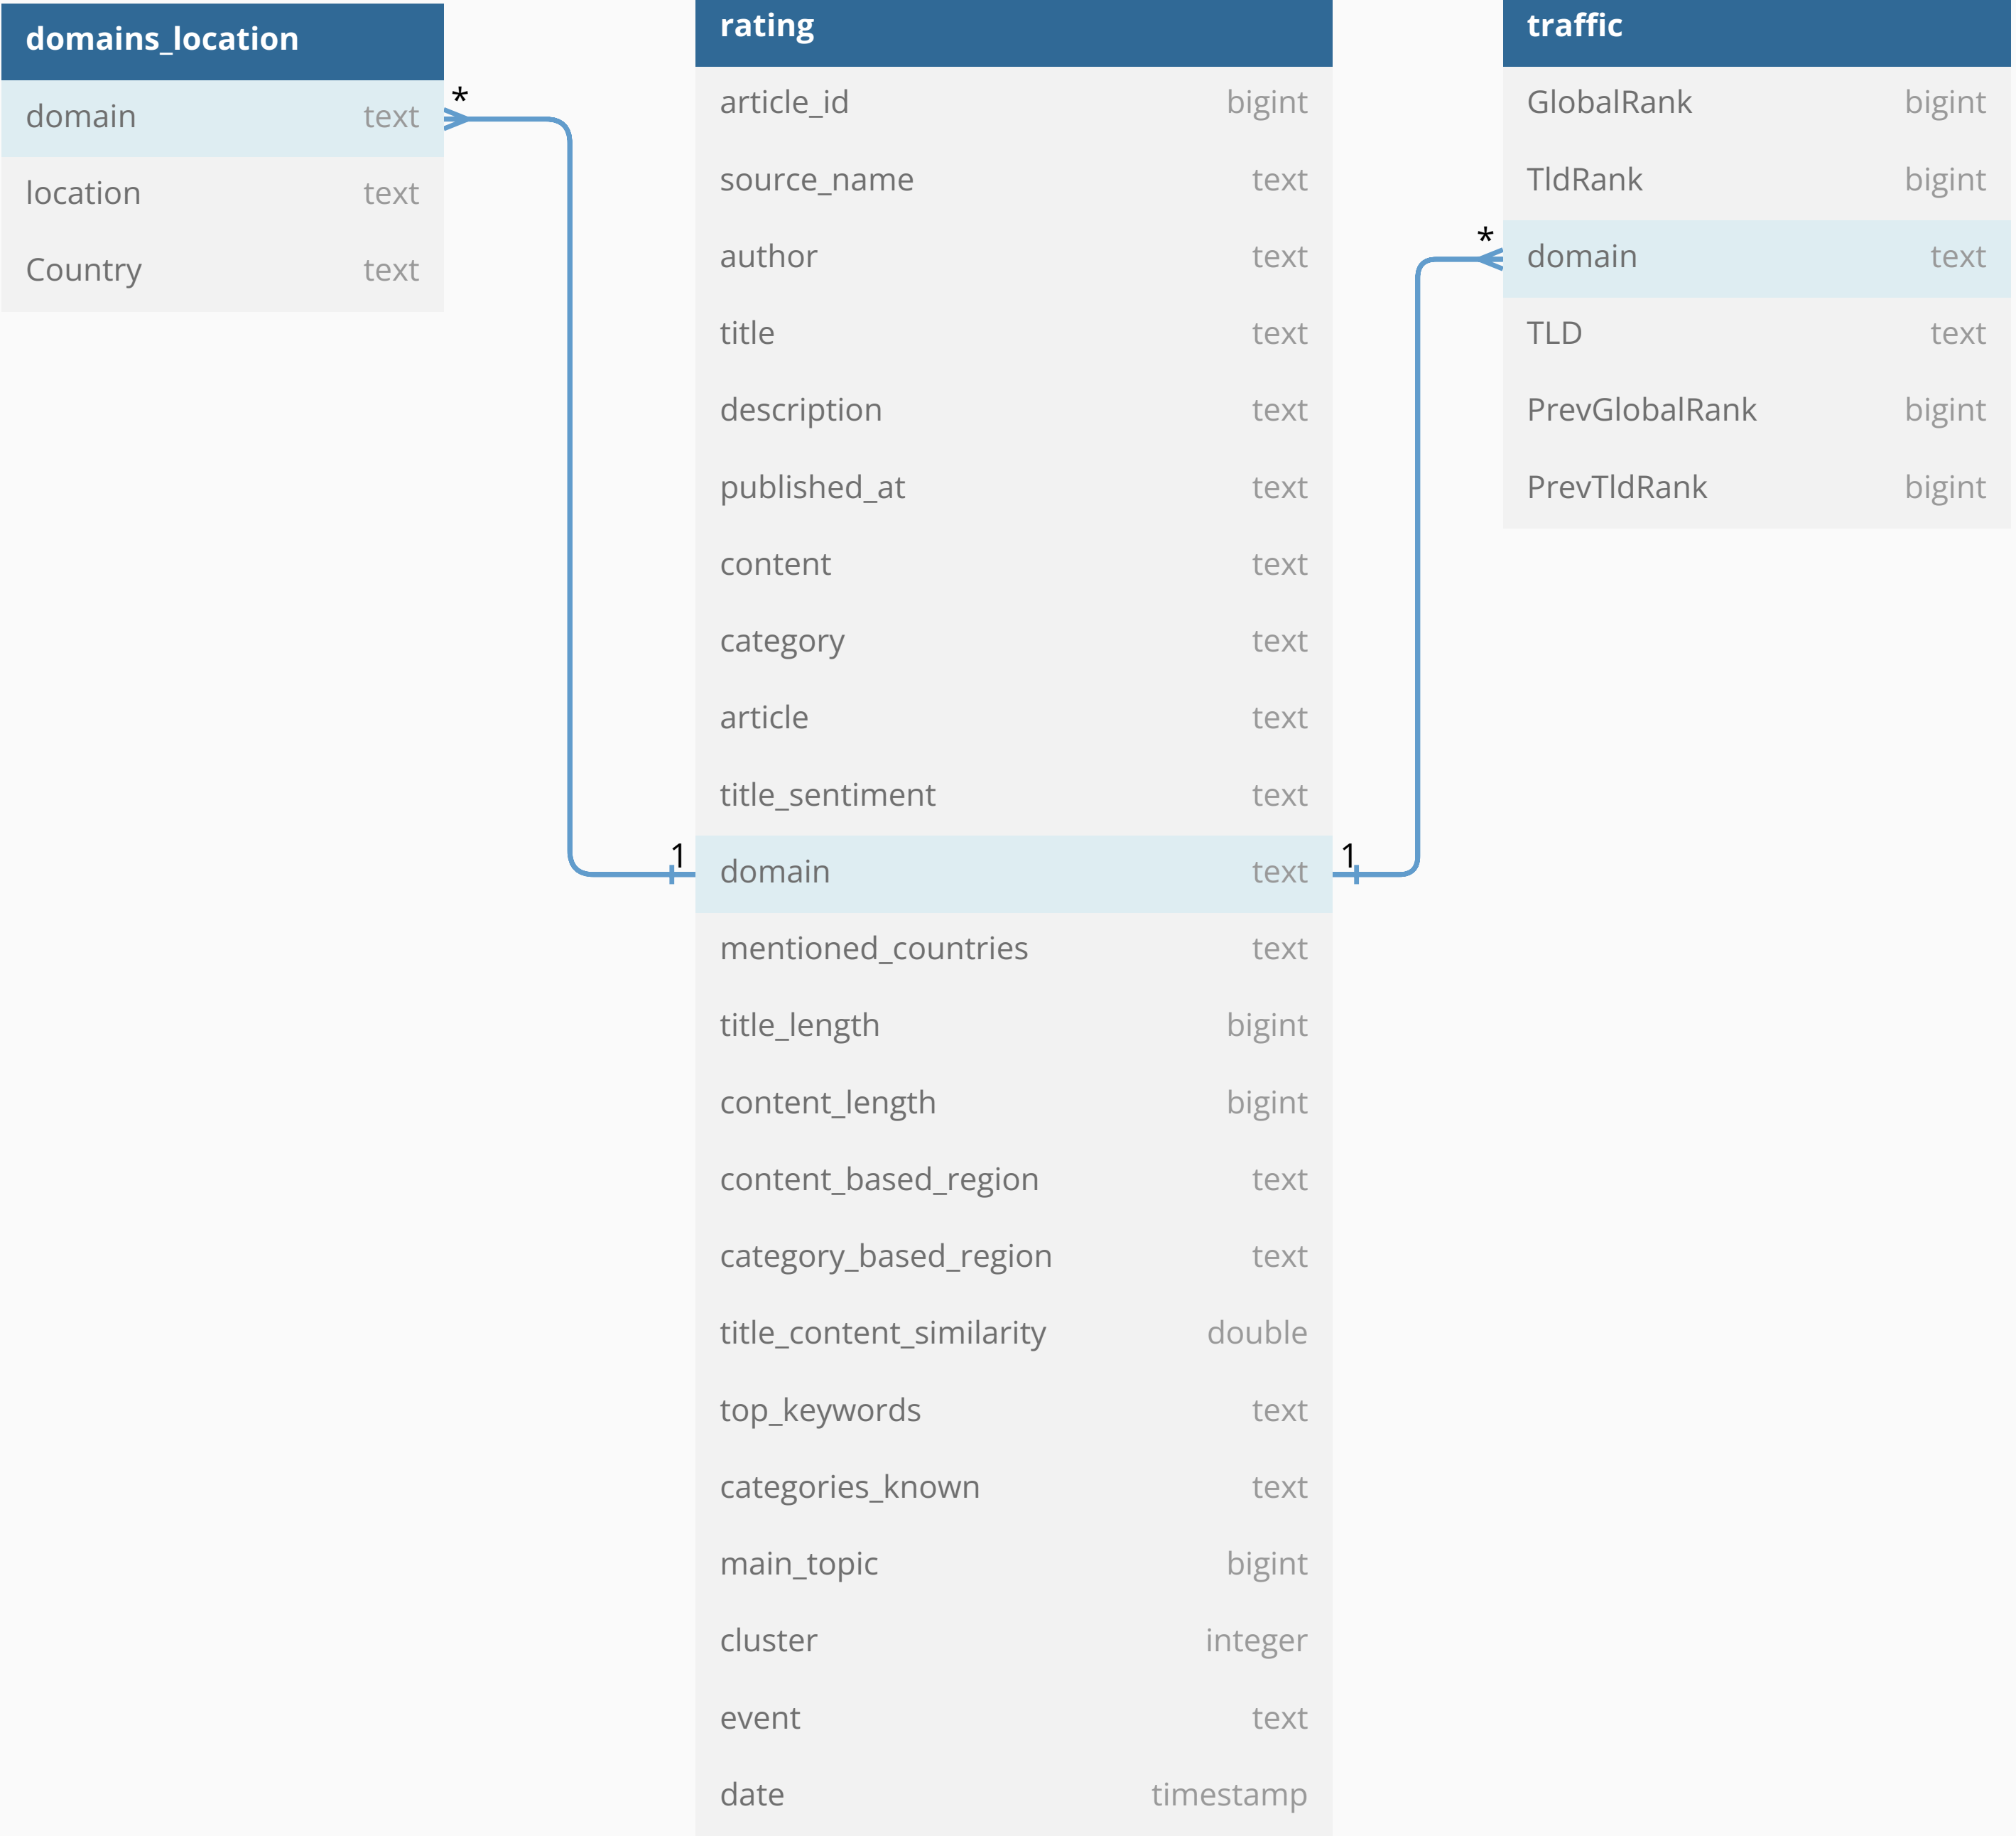 domains_location
domain text
location text
Country text
*
1
rating
article_id bigint
source_name text
author text
title text
description text
published_at text
content text
category text
article text
title_sentiment text
domain text
mentioned_countries text
title_length bigint
content_length bigint
content_based_region text
category_based_region text
title_content_similarity double
top_keywords text
categories_known text
main_topic bigint
cluster integer
event text
date timestamp
1
*
traffic
GlobalRank bigint
TldRank bigint
domain text
TLD text
PrevGlobalRank bigint
PrevTldRank bigint